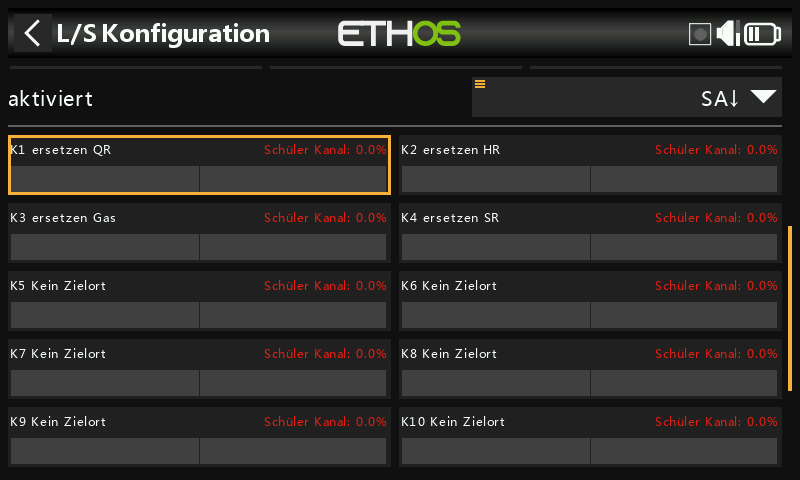 L/S Konfiguration
ETHOS
aktiviert
SA↓
K1 ersetzen QR Schüler Kanal: 0.0%
K2 ersetzen HR Schüler Kanal: 0.0%
K3 ersetzen Gas Schüler Kanal: 0.0%
K4 ersetzen SR Schüler Kanal: 0.0%
K5 Kein Zielort Schüler Kanal: 0.0%
K6 Kein Zielort Schüler Kanal: 0.0%
K7 Kein Zielort Schüler Kanal: 0.0%
K8 Kein Zielort Schüler Kanal: 0.0%
K9 Kein Zielort Schüler Kanal: 0.0%
K10 Kein Zielort Schüler Kanal: 0.0%